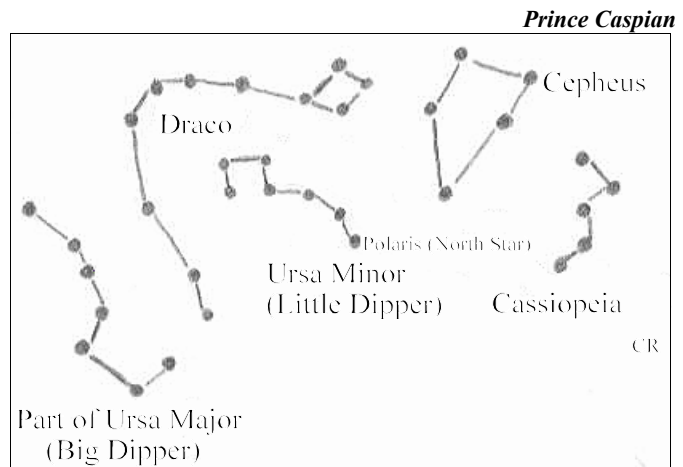 Prince Caspian
Cepheus
Draco
Polaris (North Star)
Ursa Minor
(Little Dipper)
Cassiopeia
CR
Part of Ursa Major
(Big Dipper)